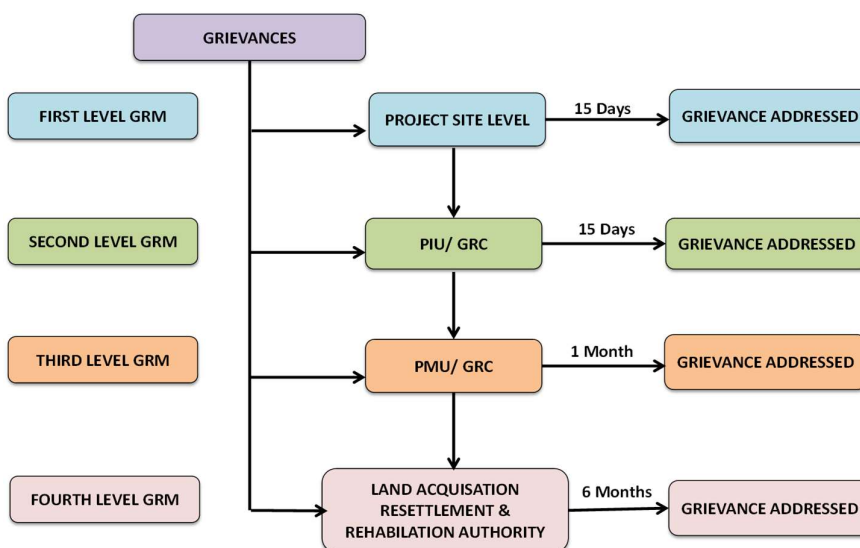 GRIEVANCES
FIRST LEVEL GRM
PROJECT SITE LEVEL
15 Days
GRIEVANCE ADDRESSED
SECOND LEVEL GRM
PIU/ GRC
15 Days
GRIEVANCE ADDRESSED
THIRD LEVEL GRM
PMU/ GRC
1 Month
GRIEVANCE ADDRESSED
FOURTH LEVEL GRM
LAND ACQUISATION
RESETTLEMENT &
REHABILATION AUTHORITY
6 Months
GRIEVANCE ADDRESSED